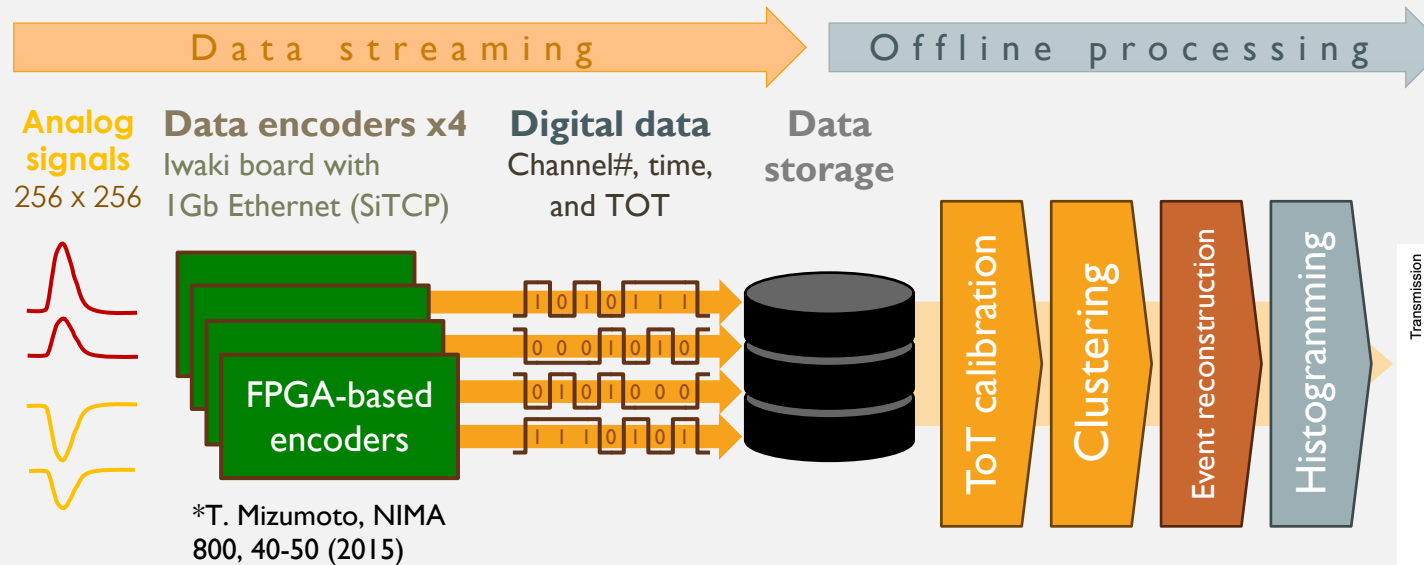 Data streaming
Offline processing
Analog
signals
256 x 256
Data encoders x4
Iwaki board with
1Gb Ethernet (SiTCP)
Digital data
Channel#, time,
and TOT
Data
storage
FPGA-based
encoders
1 0 1 0 1 1 1
0 0 0 1 0 1 0
0 1 0 1 0 0 0
1 1 1 0 1 0 1
*T. Mizumoto, NIMA
800, 40-50 (2015)
ToT calibration
Clustering
Event reconstruction
Histogramming
Transmission